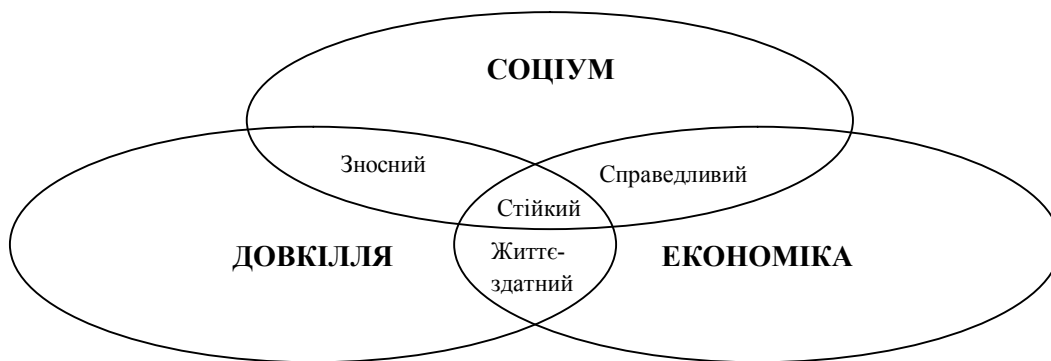 СОЦІУМ
Зносний
Справедливий
Стійкий
ДОВКІЛЛЯ
Життє-
здатний
ЕКОНОМІКА